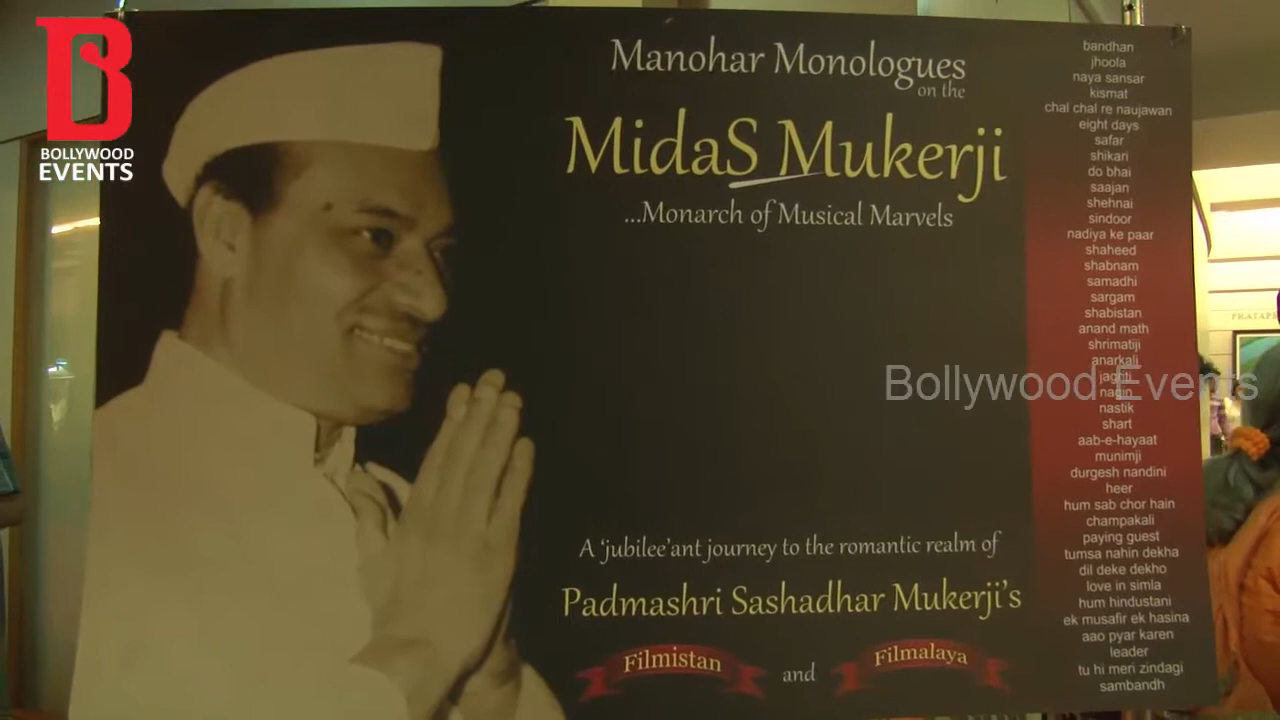 B
BOLLYWOOD
EVENTS
Manohar Monologues
on the
MidaS Mukerji
...Monarch of Musical Marvels
A 'jubilee'ant journey to the romantic realm of
Padmashri Sashadhar Mukerji's
Filmistan and Filmalaya
bandhan
jhoola
naya sansar
kismat
chal chal re naujawan
eight days
safar
shikari
do bhai
saajan
shehnai
sindoor
nadiya ke paar
shaheed
shabnam
samadhi
sargam
shabistan
anand math
shrimatiji
anarkali
jagriti
nagin
nastik
shart
aab-e-hayaat
munimji
durgesh nandini
heer
hum sab chor hain
champakali
paying guest
tumsa nahin dekha
dil deke dekho
love in simla
hum hindustani
ek musafir ek hasina
aao pyar karen
leader
tu hi meri zindagi
sambandh
Bollywood Events